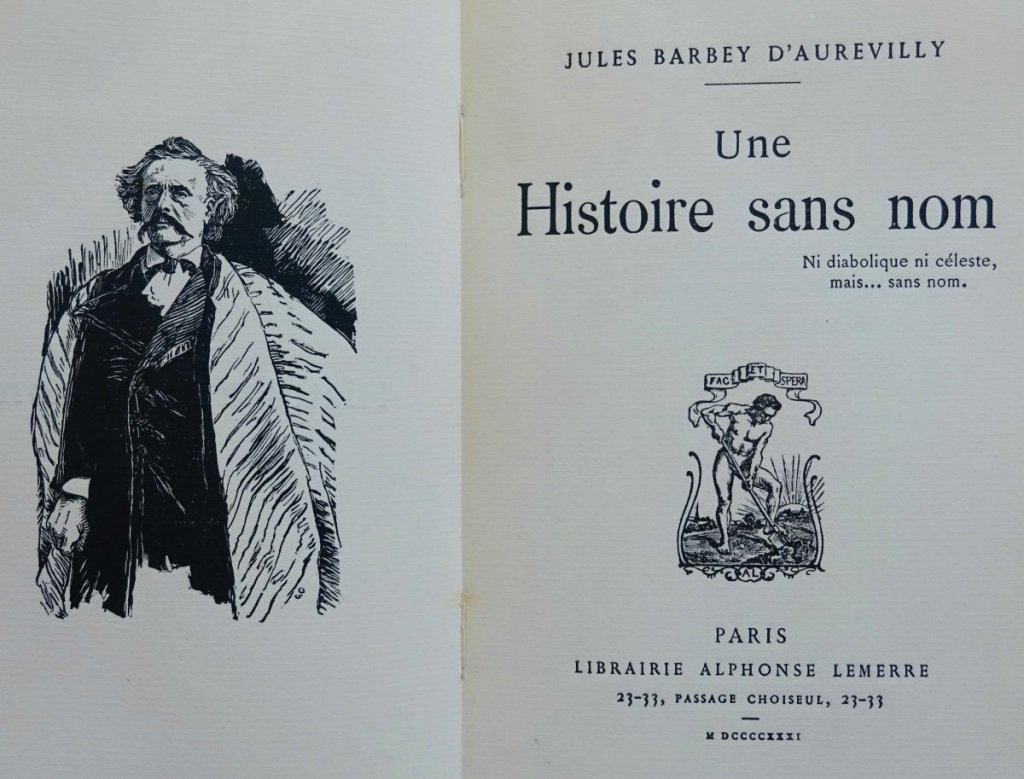 JULES BARBEY D'AUREVILLY
Une
Histoire sans nom
Ni diabolique ni céleste,
mais... sans nom.
FAC ET SPERA
AL
PARIS
LIBRAIRIE ALPHONSE LEMERRE
23-33, PASSAGE CHOISEUL, 23-33
M DCCCCXXXI